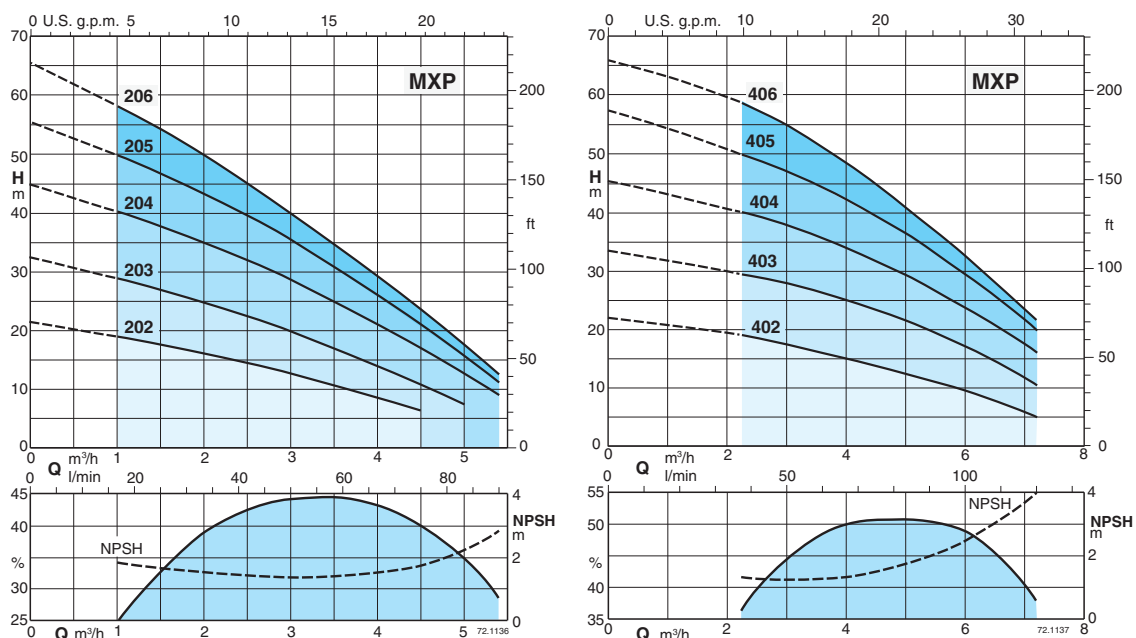 0 U.S. g.p.m. 5 10 15 20
70
60
50
H
m
40
30
20
10
0
MXP
206
205
204
203
202
200
150
ft
100
50
0
0 Q m³/h 1 2 3 4 5
0 l/min 20 40 60 80
45
40
%
30
25
NPSH
4
NPSH
m
2
0
0 Q m³/h 1 2 3 4 5 72.1136
0 U.S. g.p.m. 10 20 30
70
60
50
H
m
40
30
20
10
0
MXP
406
405
404
403
402
200
150
ft
100
50
0
0 Q m³/h 2 4 6 7 8
0 l/min 50 100
55
50
%
40
35
NPSH
4
NPSH
m
2
0
0 Q m³/h 2 4 6 72.1137 8